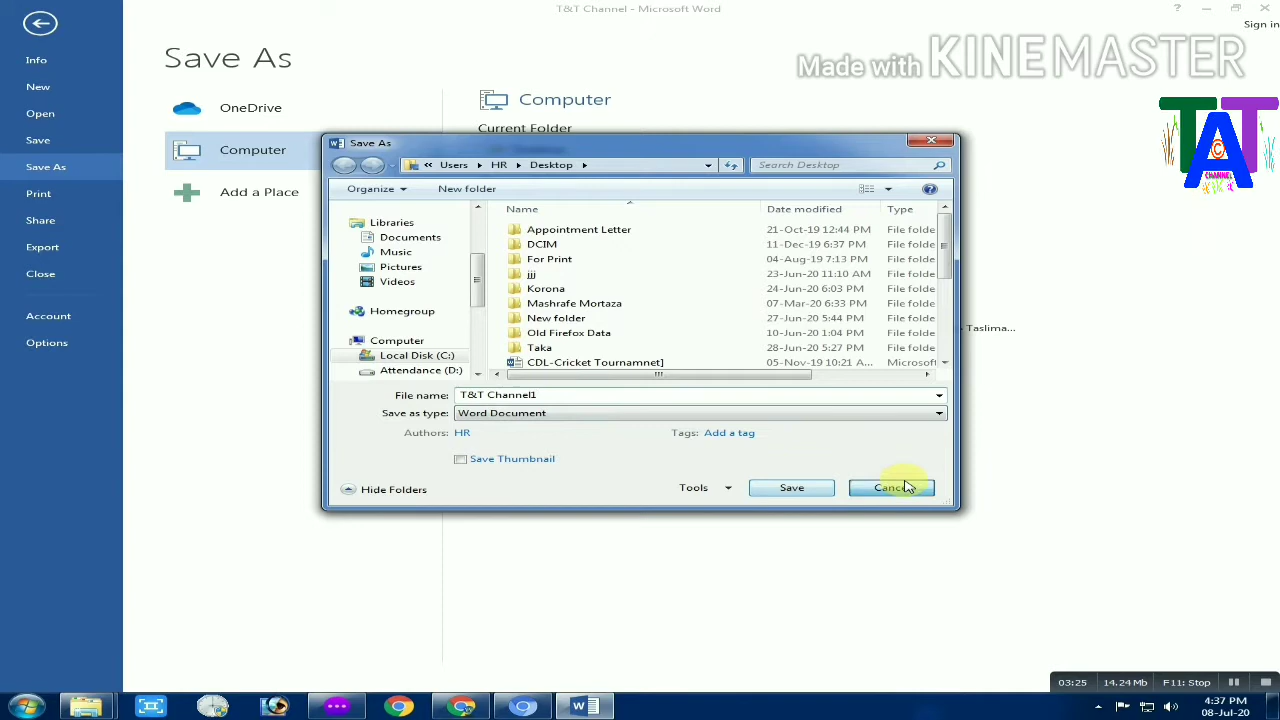 T&T Channel - Microsoft Word
Sign in
Made with KINEMASTER
TAT
C
CHANNEL
Info
New
Open
Save
Save As
Print
Share
Export
Close
Account
Options
Save As
OneDrive
Computer
Add a Place
Computer
Current Folder
Taslima...
Save As
« Users HR Desktop
Search Desktop
Organize New folder
Libraries
Documents
Music
Pictures
Videos
Homegroup
Computer
Local Disk (C:)
Attendance (D:)
Name Date modified Type
Appointment Letter 21-Oct-19 12:44 PM File folde
DCIM 11-Dec-19 6:37 PM File folde
For Print 04-Aug-19 7:13 PM File folde
jjj 23-Jun-20 11:10 AM File folde
Korona 24-Jun-20 6:03 PM File folde
Mashrafe Mortaza 07-Mar-20 6:33 PM File folde
New folder 27-Jun-20 5:44 PM File folde
Old Firefox Data 10-Jun-20 1:04 PM File folde
Taka 28-Jun-20 5:27 PM File folde
CDL-Cricket Tournamnet] 05-Nov-19 10:21 A... Microsoft
File name: T&T Channel1
Save as type: Word Document
Authors: HR Tags: Add a tag
Save Thumbnail
Hide Folders Tools Save Cancel
03:25 14.24 Mb F11: Stop
4:37 PM
08-Jul-20